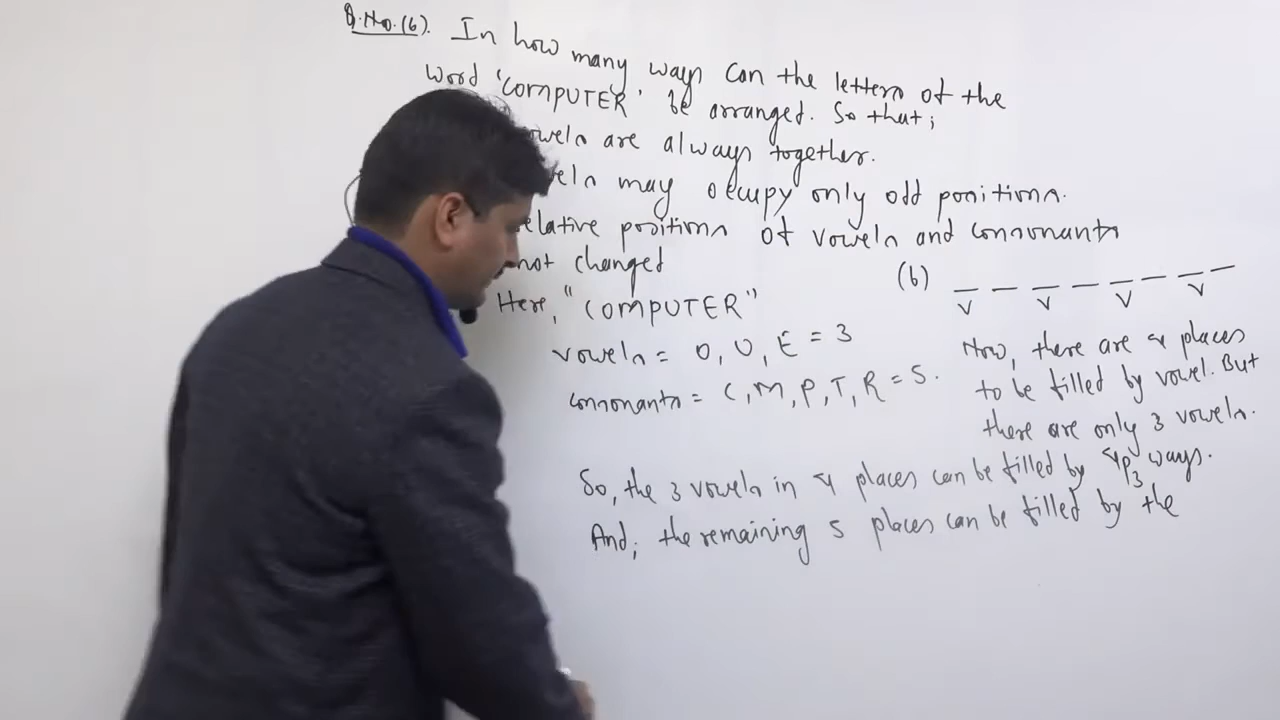 Q.No.(6). In how many ways can the letters of the
word 'COMPUTER' be arranged. So that;
are always together.
may occupy only odd positions.
positions of vowels and consonants
not changed
Here, "COMPUTER"
vowels = O, U, E = 3
consonants = C, M, P, T, R = 5.
(b) _ _ _ _ _ _ _ _
V V V V
Now, there are 4 places
to be filled by vowel. But
there are only 3 vowels.
So, the 3 vowels in 4 places can be filled by 4P3 ways.
And; the remaining 5 places can be filled by the